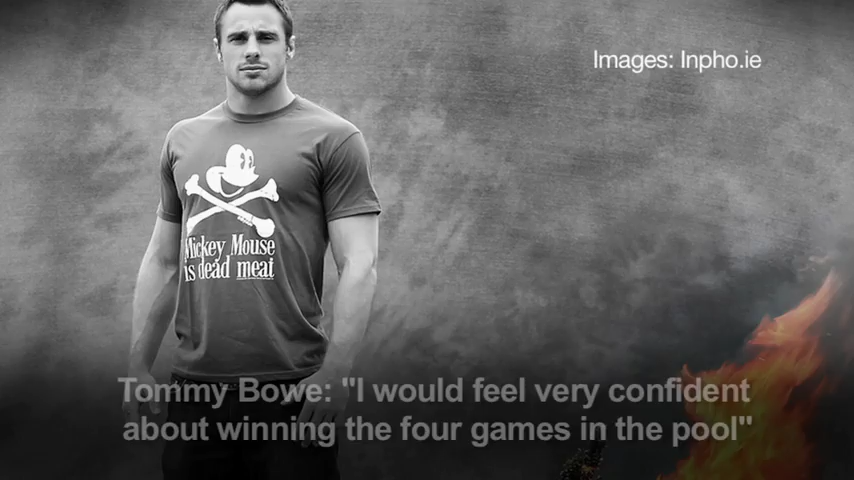 Images: Inpho.ie
Mickey Mouse
is dead meat
Tommy Bowe: "I would feel very confident
about winning the four games in the pool"